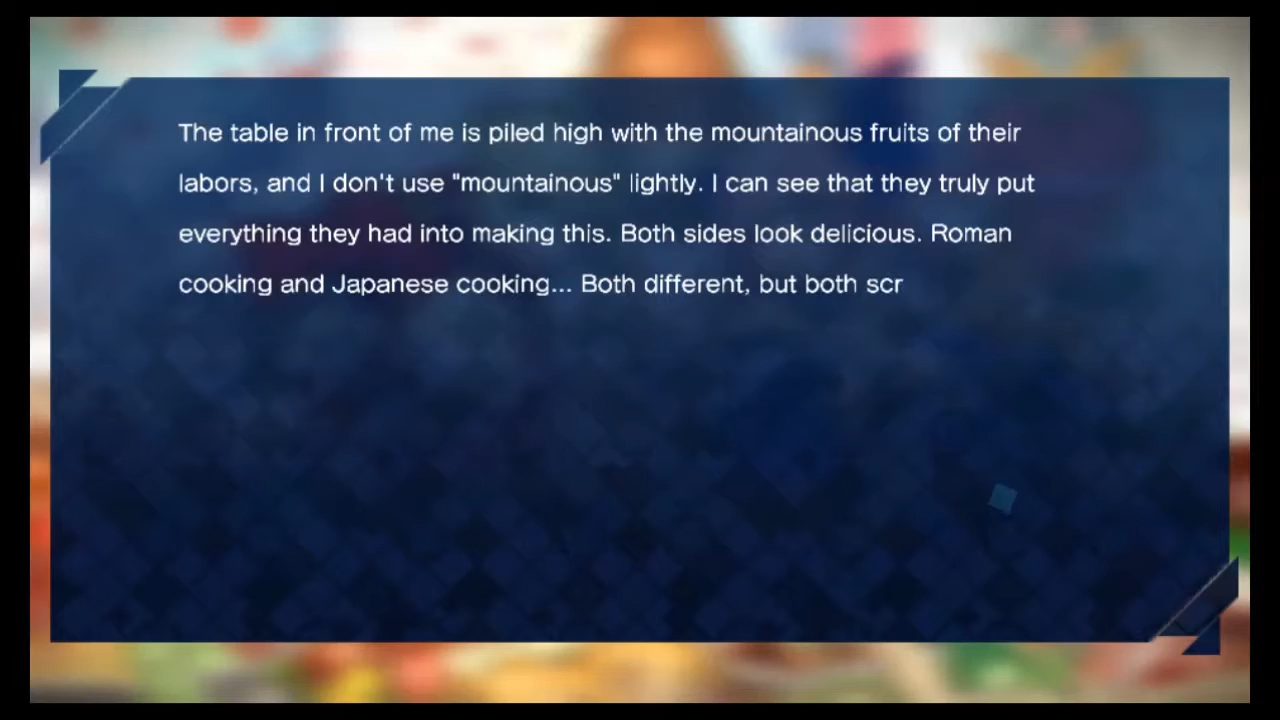 The table in front of me is piled high with the mountainous fruits of their
labors, and I don't use "mountainous" lightly. I can see that they truly put
everything they had into making this. Both sides look delicious. Roman
cooking and Japanese cooking... Both different, but both scr